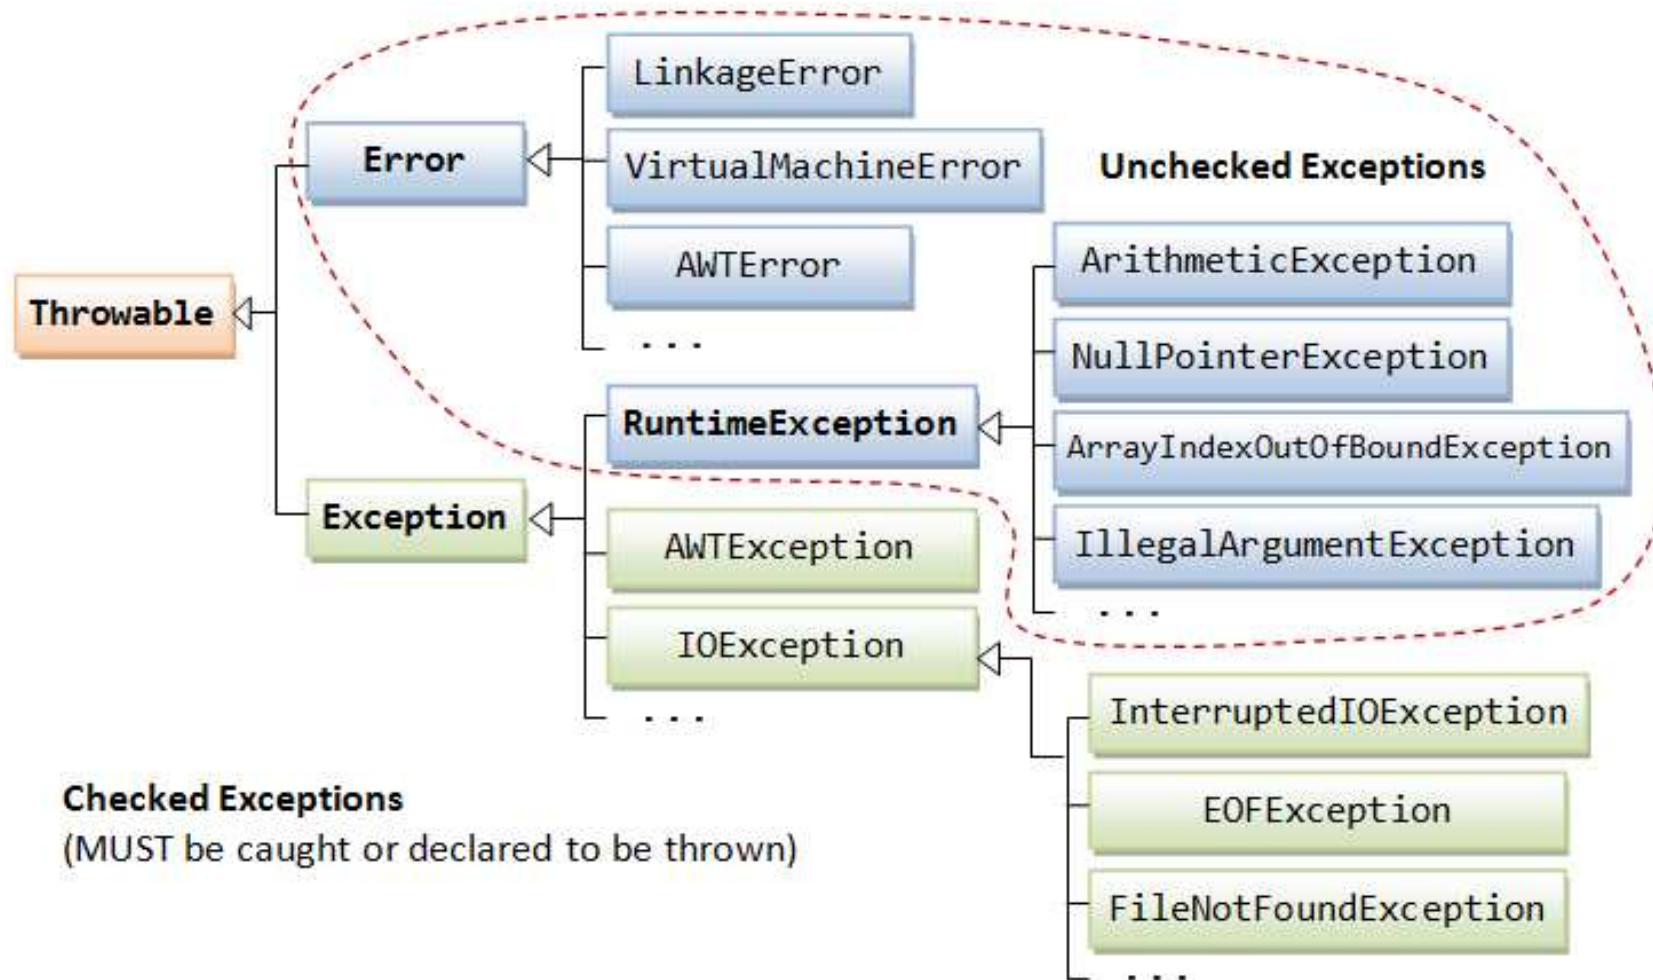 LinkageError
Error
VirtualMachineError
Unchecked Exceptions
AWTError
ArithmeticException
Throwable
...
NullPointerException
RuntimeException
ArrayIndexOutOfBoundException
Exception
AWTException
IllegalArgumentException
...
IOException
...
InterruptedIOException
Checked Exceptions
(MUST be caught or declared to be thrown)
EOFException
FileNotFoundException
...